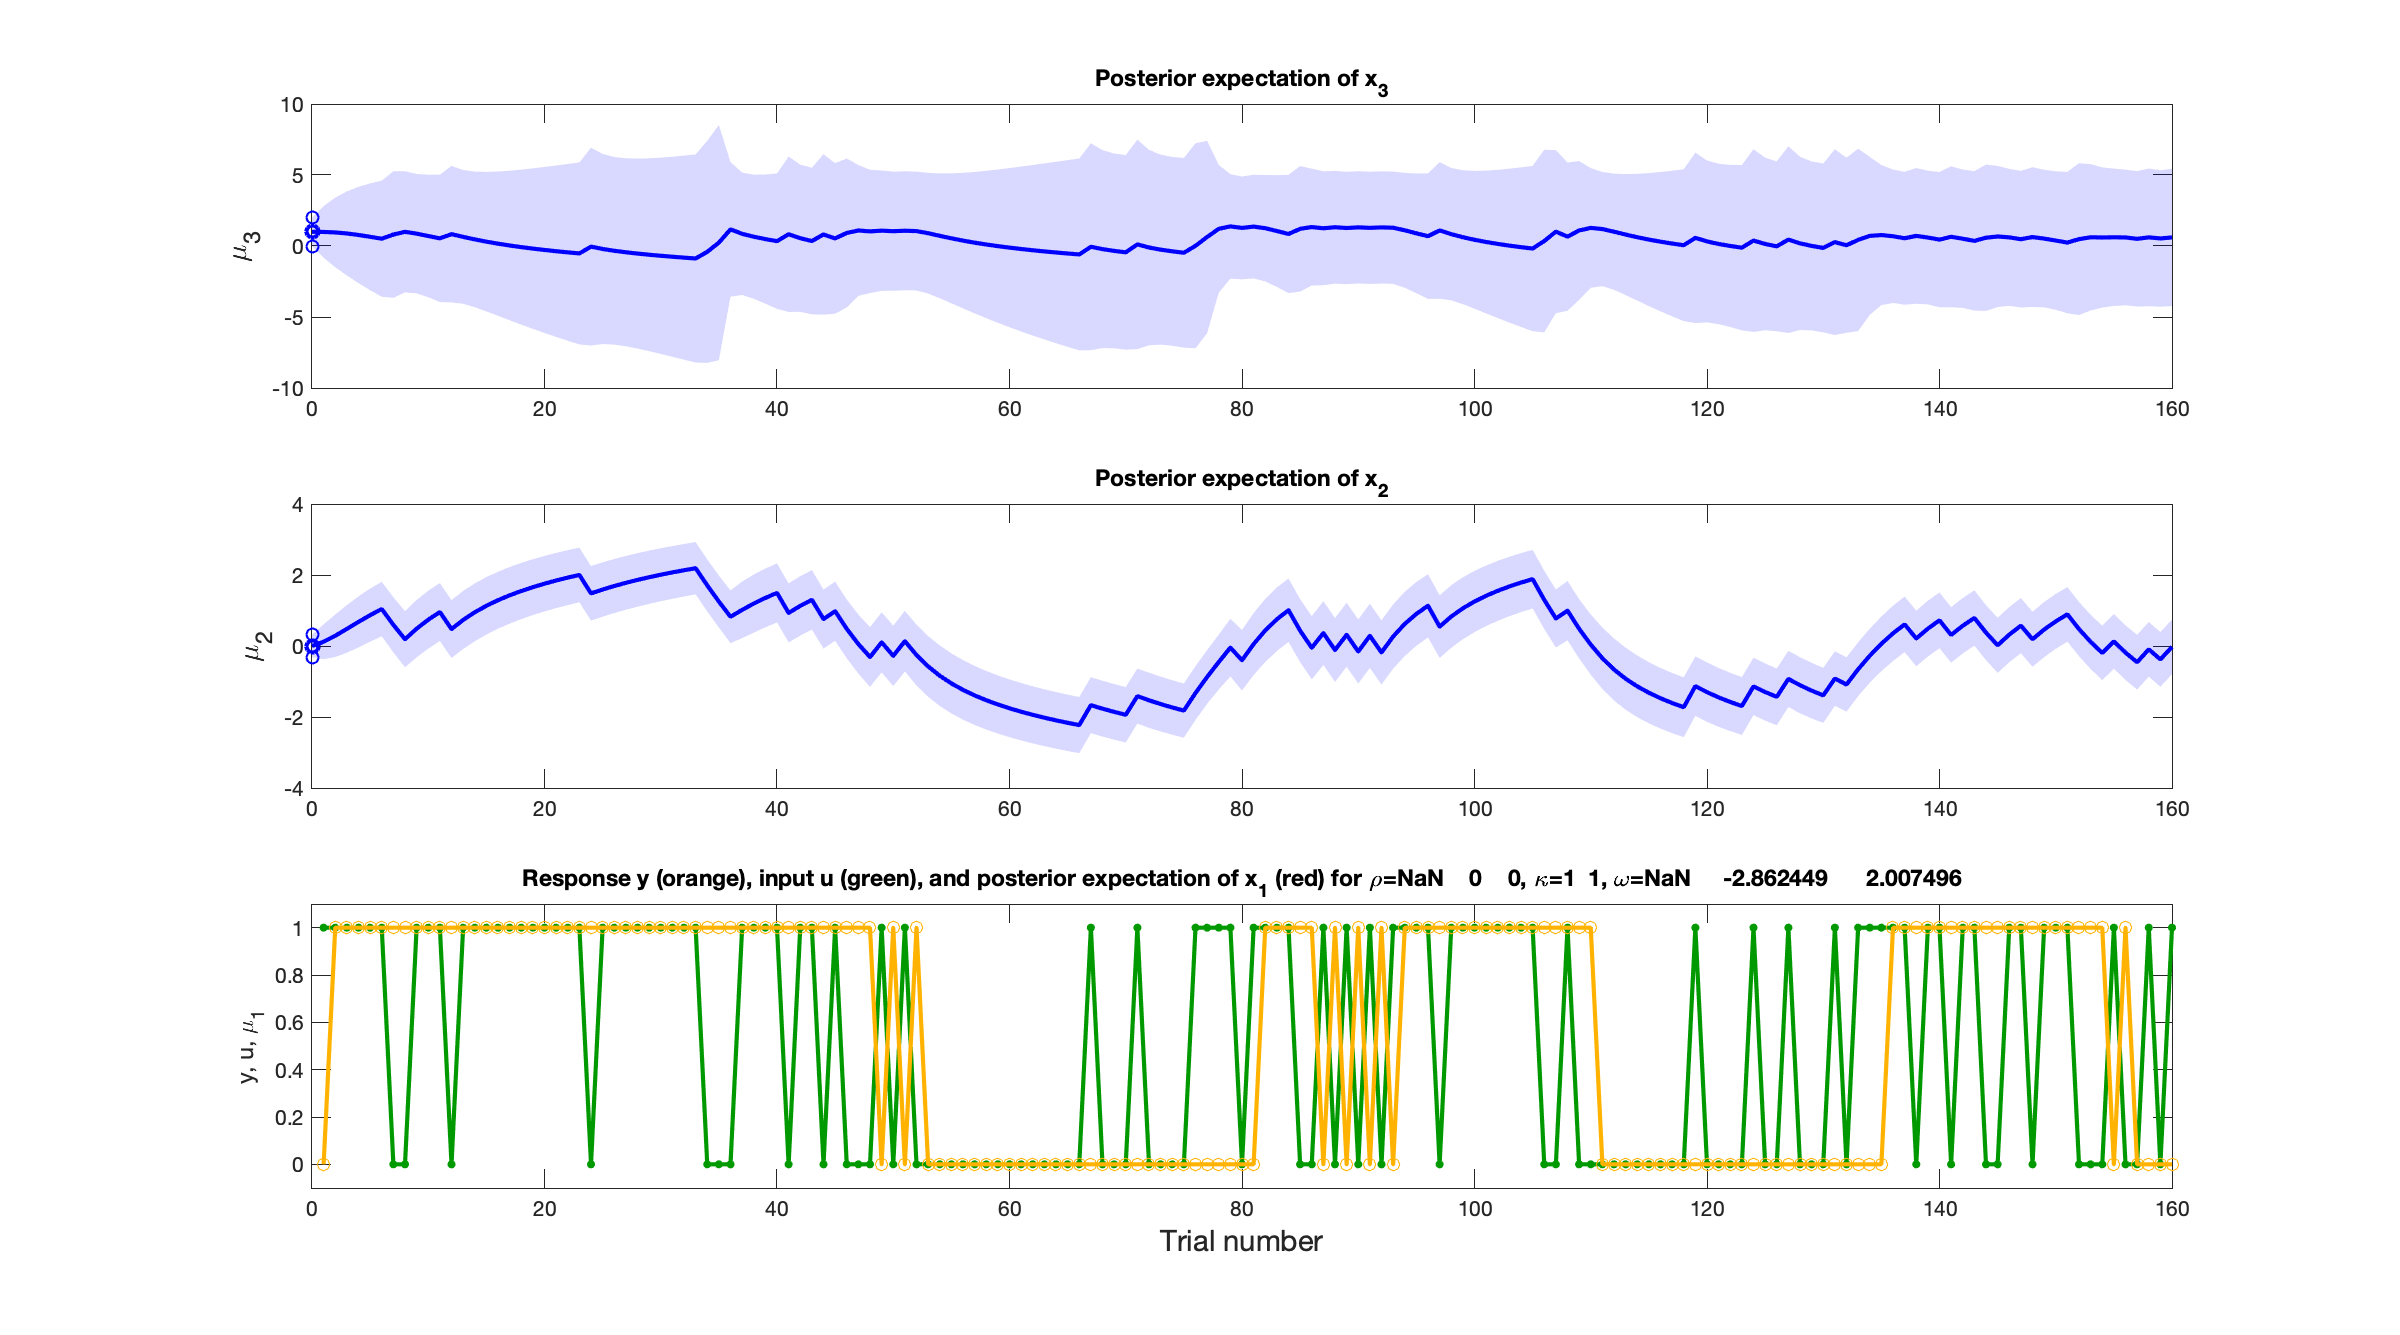 Posterior expectation of x3
10
5
0
-5
-10
μ3
0 20 40 60 80 100 120 140 160
Posterior expectation of x2
4
2
0
-2
-4
μ2
0 20 40 60 80 100 120 140 160
Response y (orange), input u (green), and posterior expectation of x1 (red) for ρ=NaN 0 0, κ=1 1, ω=NaN -2.862449 2.007496
1
0.8
0.6
0.4
0.2
0
y, u, μ1
0 20 40 60 80 100 120 140 160
Trial number